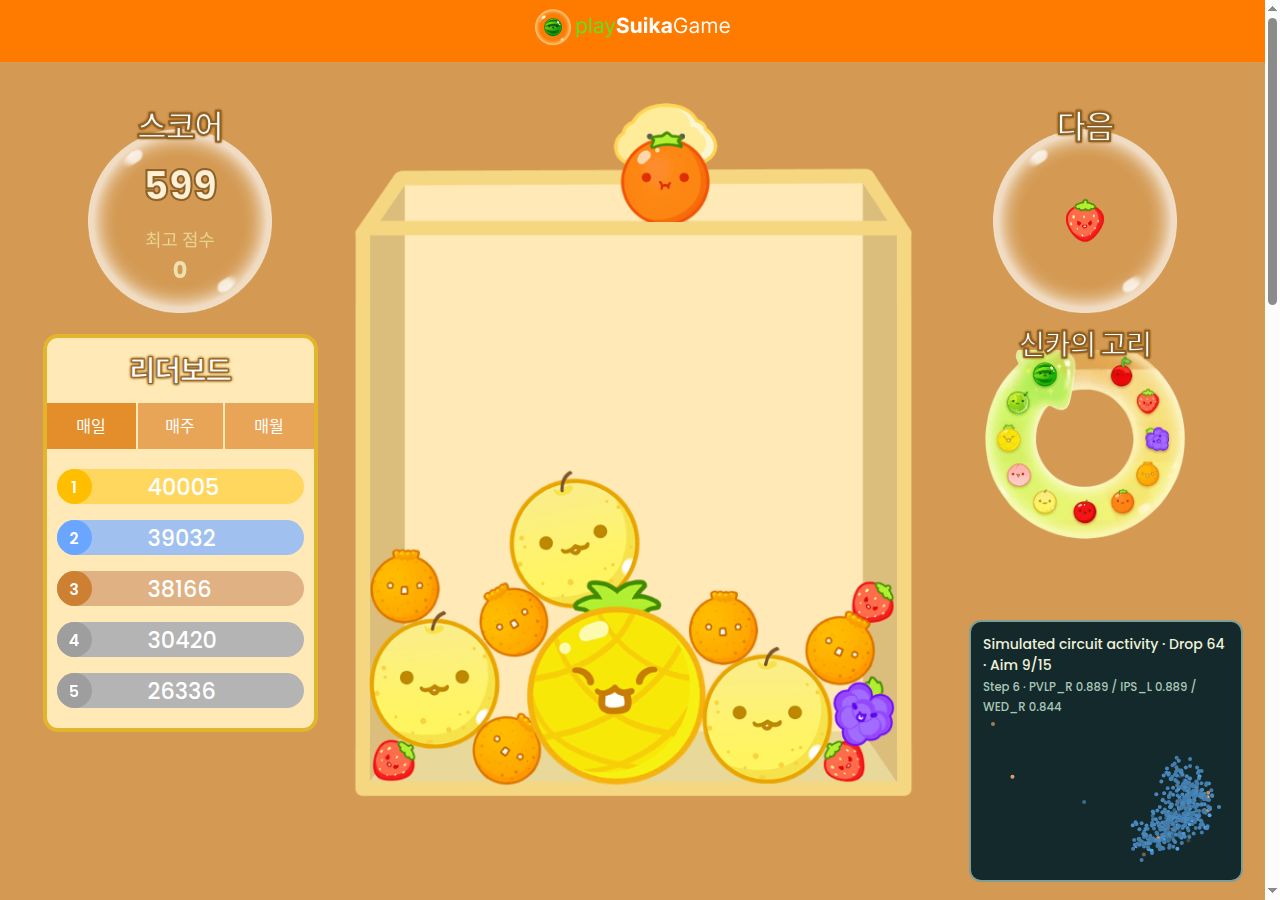 playSuikaGame
스코어
599
최고 점수
0
리더보드
매일 매주 매월
1 40005
2 39032
3 38166
4 30420
5 26336
다음
신카의 고리
Simulated circuit activity · Drop 64
· Aim 9/15
Step 6 · PVLP_R 0.889 / IPS_L 0.889 /
WED_R 0.844